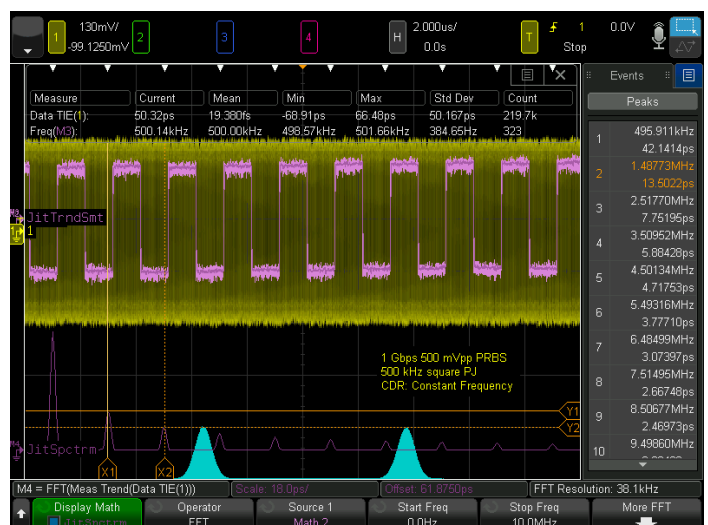 1 130mV/ 2 3 4 H 2.000us/ T 1 0.0V
-99.1250mV 0.0s Stop
Events
Measure Current Mean Min Max Std Dev Count
Data TIE(1): 50.32ps 19.380fs -68.91ps 66.48ps 50.167ps 219.7k
Freq(M3): 500.14kHz 500.00kHz 498.57kHz 501.66kHz 384.65Hz 323
Peaks
1 495.911kHz
42.1414ps
2 1.48773MHz
13.5022ps
3 2.51770MHz
7.75195ps
4 3.50952MHz
5.88428ps
5 4.50134MHz
4.71753ps
6 5.49316MHz
3.77710ps
7 6.48499MHz
3.07397ps
8 7.51495MHz
2.66748ps
9 8.50677MHz
2.46973ps
10 9.49860MHz
JitTrndSmt
1
1 Gbps 500 mVpp PRBS
500 kHz square PJ
CDR: Constant Frequency
Y1
Y2
JitSpctrm
X1 X2
M4 = FFT(Meas Trend(Data TIE(1))) Scale: 18.0ps/ Offset: 61.8750ps FFT Resolution: 38.1kHz
Display Math Operator Source 1 Start Freq Stop Freq More FFT
JitSpctrm FFT Math 2 0.0Hz 10.0MHz